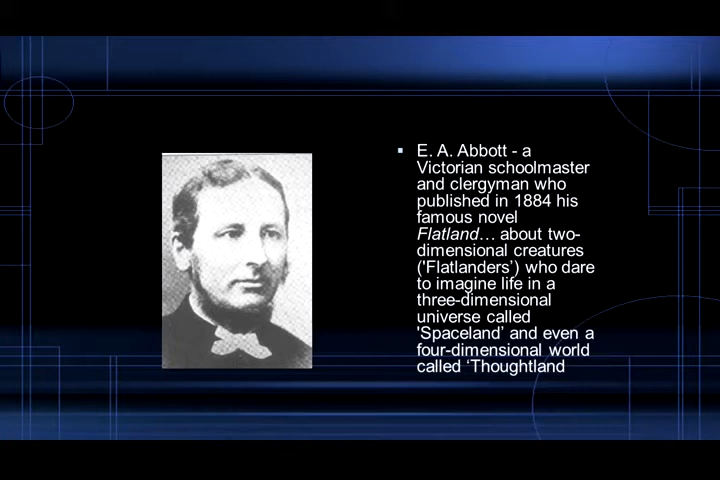 E. A. Abbott - a
Victorian schoolmaster
and clergyman who
published in 1884 his
famous novel
Flatland… about two-
dimensional creatures
('Flatlanders’) who dare
to imagine life in a
three-dimensional
universe called
'Spaceland’ and even a
four-dimensional world
called ‘Thoughtland